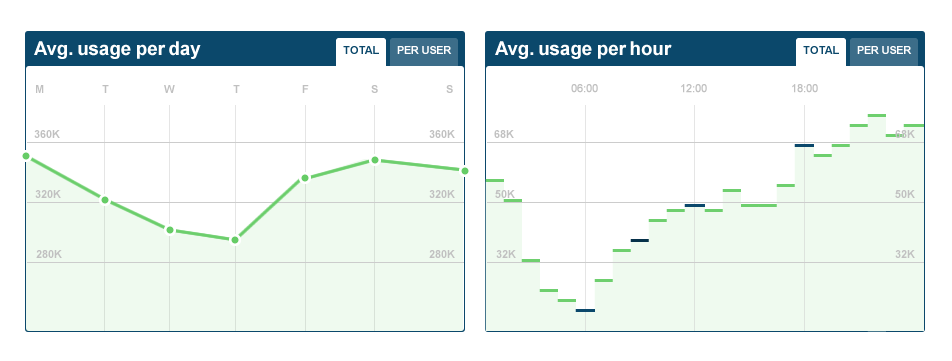 Avg. usage per day TOTAL PER USER
M T W T F S S
360K 360K
320K 320K
280K 280K
Avg. usage per hour TOTAL PER USER
06:00 12:00 18:00
68K 68K
50K 50K
32K 32K